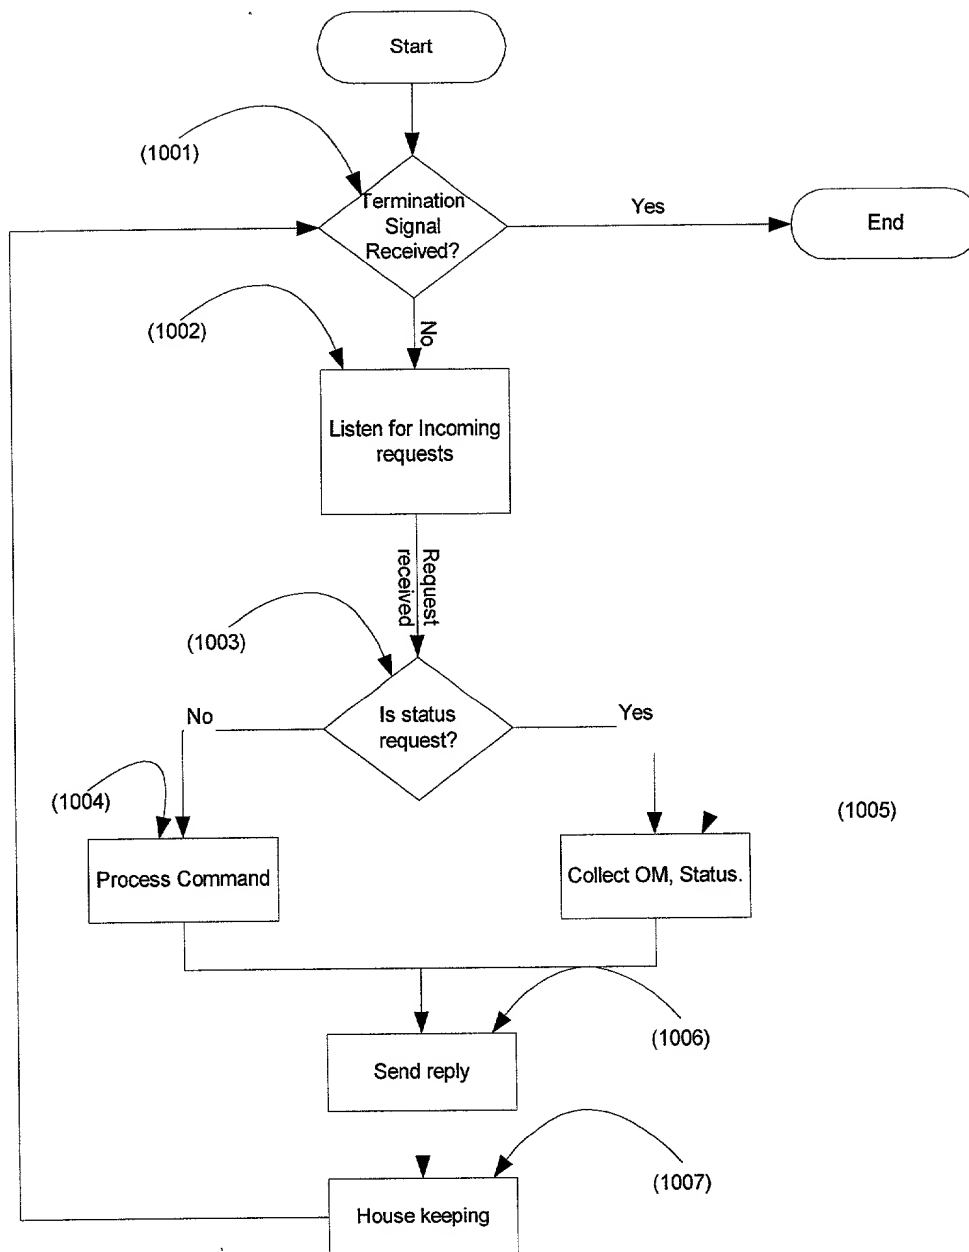 Start
(1001)
Termination
Signal
Received?
Yes
End
(1002)
No
Listen for Incoming
requests
Request
received
(1003)
Is status
request?
No
Yes
(1004)
(1005)
Process Command
Collect OM, Status.
(1006)
Send reply
(1007)
House keeping